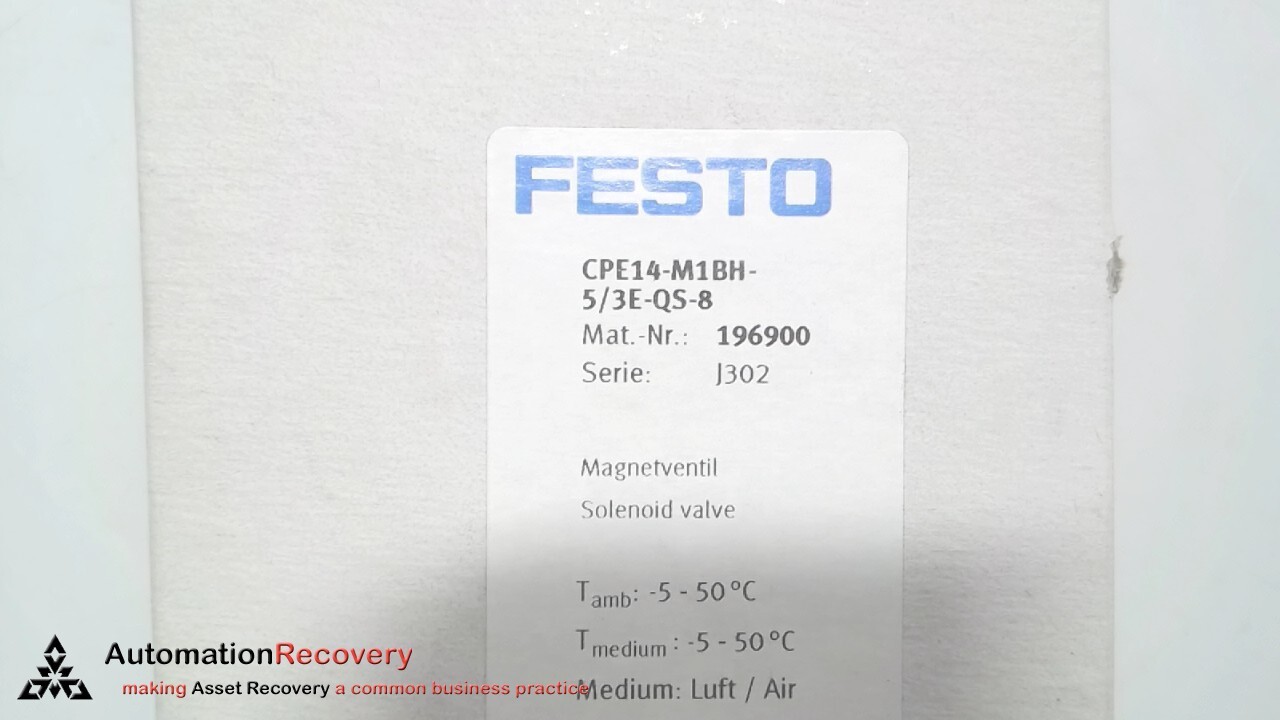 FESTO
CPE14-M1BH-
5/3E-QS-8
Mat.-Nr.: 196900
Serie: J302
Magnetventil
Solenoid valve
Tamb: -5 - 50 °C
Tmedium : -5 - 50 °C
Medium: Luft / Air
AutomationRecovery
making Asset Recovery a common business practice